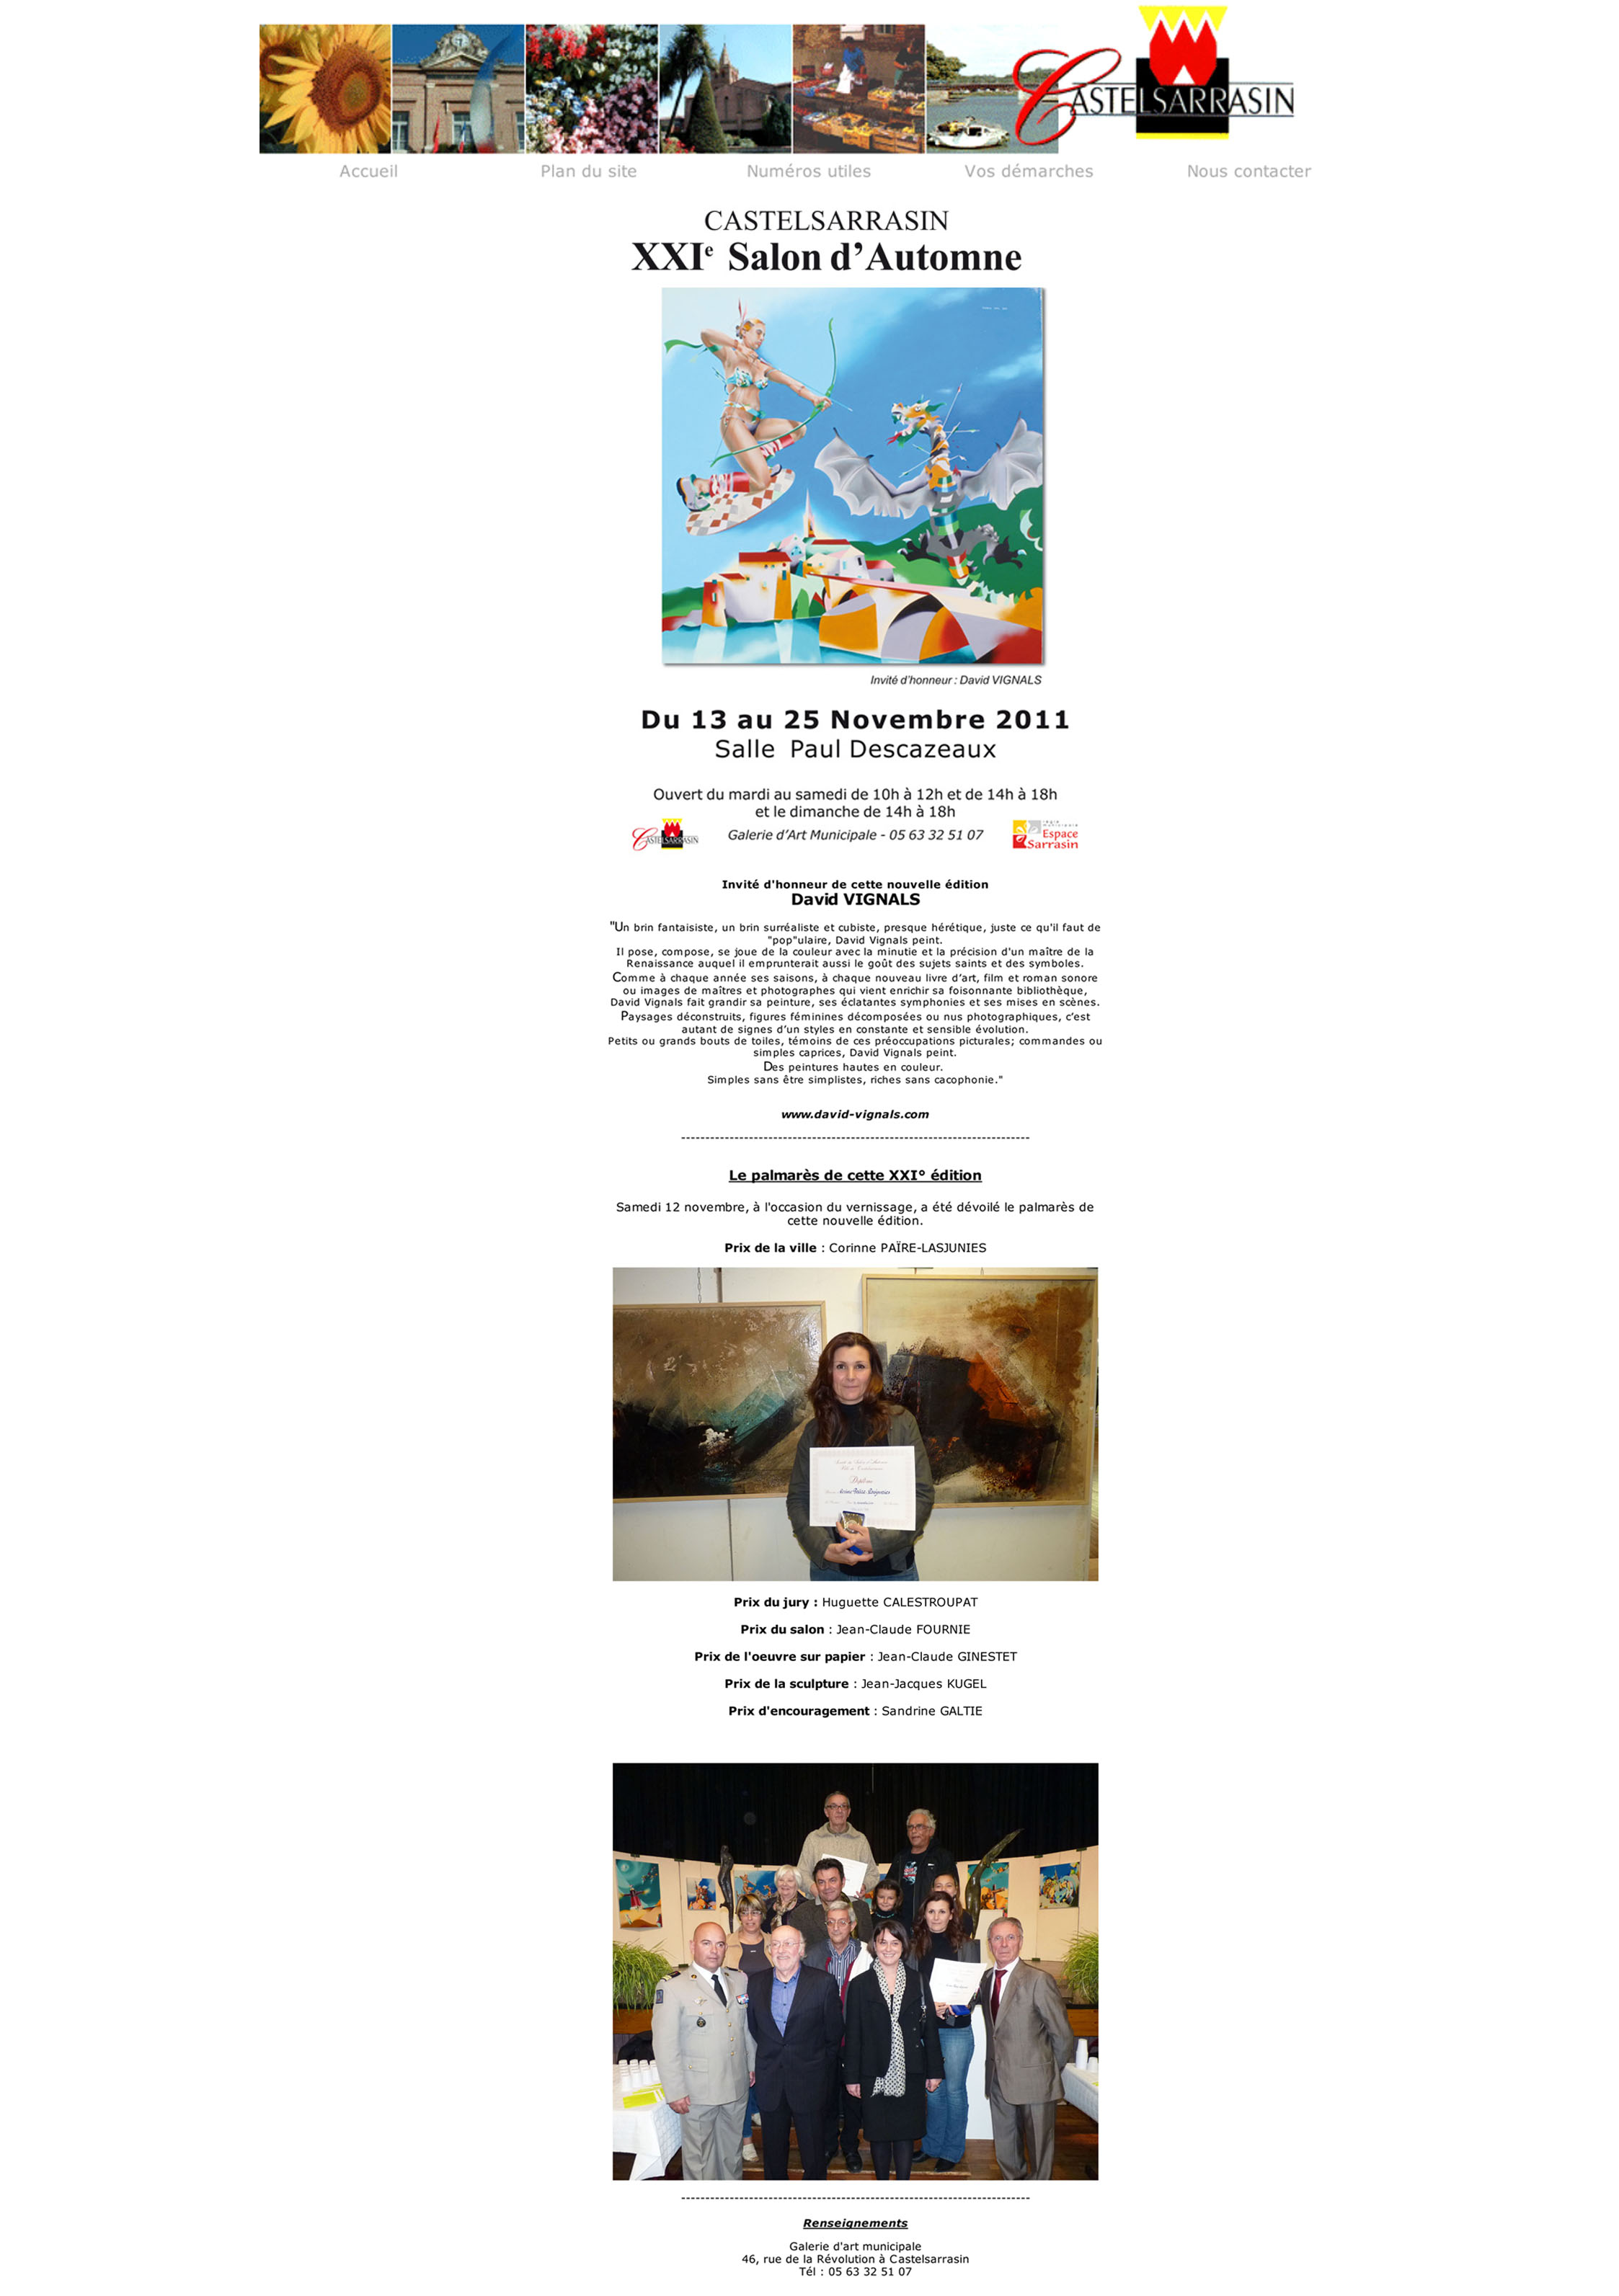 CASTELSARRASIN
Accueil Plan du site Numéros utiles Vos démarches Nous contacter
CASTELSARRASIN
XXIe Salon d’Automne
Invité d'honneur : David VIGNALS
Du 13 au 25 Novembre 2011
Salle Paul Descazeaux
Ouvert du mardi au samedi de 10h à 12h et de 14h à 18h
et le dimanche de 14h à 18h
CASTELSARRASIN
Galerie d’Art Municipale - 05 63 32 51 07
Espace
Sarrasin
Invité d'honneur de cette nouvelle édition
David VIGNALS
"Un brin fantaisiste, un brin surréaliste et cubiste, presque hérétique, juste ce qu'il faut de
"pop"ulaire, David Vignals peint.
Il pose, compose, se joue de la couleur avec la minutie et la précision d'un maître de la
Renaissance auquel il emprunterait aussi le goût des sujets saints et des symboles.
Comme à chaque année ses saisons, à chaque nouveau livre d’art, film et roman sonore
ou images de maîtres et photographes qui vient enrichir sa foisonnante bibliothèque,
David Vignals fait grandir sa peinture, ses éclatantes symphonies et ses mises en scènes.
Paysages déconstruits, figures féminines décomposées ou nus photographiques, c’est
autant de signes d’un styles en constante et sensible évolution.
Petits ou grands bouts de toiles, témoins de ces préoccupations picturales; commandes ou
simples caprices, David Vignals peint.
Des peintures hautes en couleur.
Simples sans être simplistes, riches sans cacophonie."
www.david-vignals.com
------------------------------------------------------------------------
Le palmarès de cette XXI° édition
Samedi 12 novembre, à l'occasion du vernissage, a été dévoilé le palmarès de
cette nouvelle édition.
Prix de la ville : Corinne PAÏRE-LASJUNIES
Diplôme
Prix du jury : Huguette CALESTROUPAT
Prix du salon : Jean-Claude FOURNIE
Prix de l'oeuvre sur papier : Jean-Claude GINESTET
Prix de la sculpture : Jean-Jacques KUGEL
Prix d'encouragement : Sandrine GALTIE
------------------------------------------------------------------------
Renseignements
Galerie d'art municipale
46, rue de la Révolution à Castelsarrasin
Tél : 05 63 32 51 07